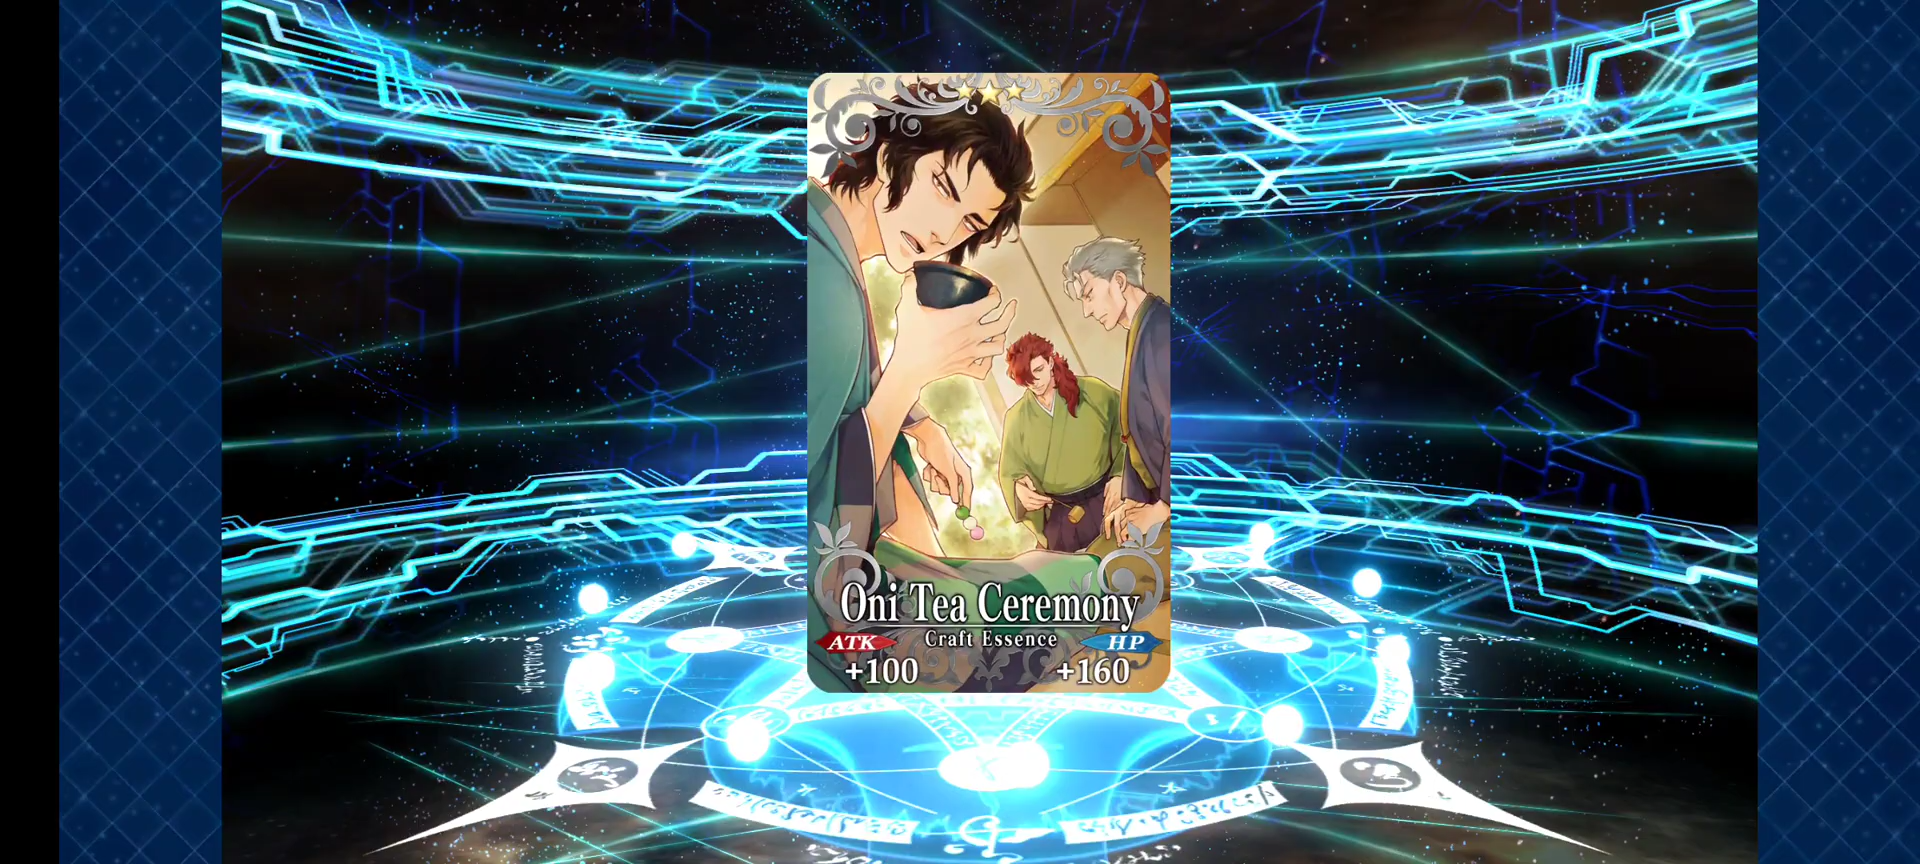 Oni Tea Ceremony
Craft Essence
ATK
HP
+100
+160